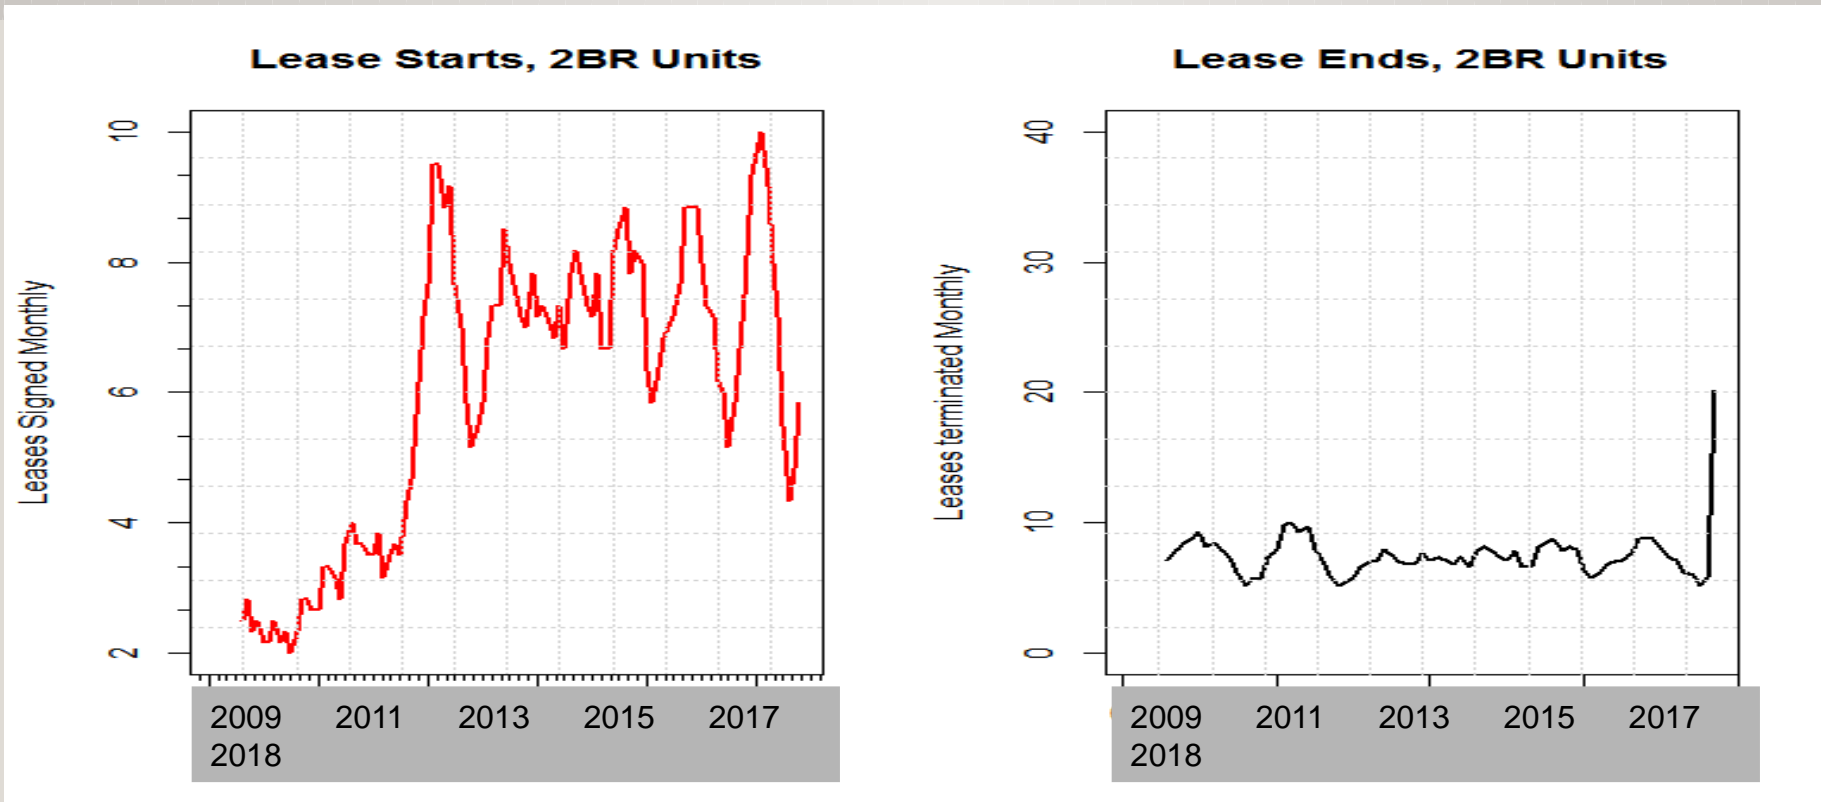 Lease Starts, 2BR Units
Leases Signed Monthly
10
8
6
4
2
2009 2011 2013 2015 2017
2018
Lease Ends, 2BR Units
Leases terminated Monthly
40
30
20
10
0
2009 2011 2013 2015 2017
2018